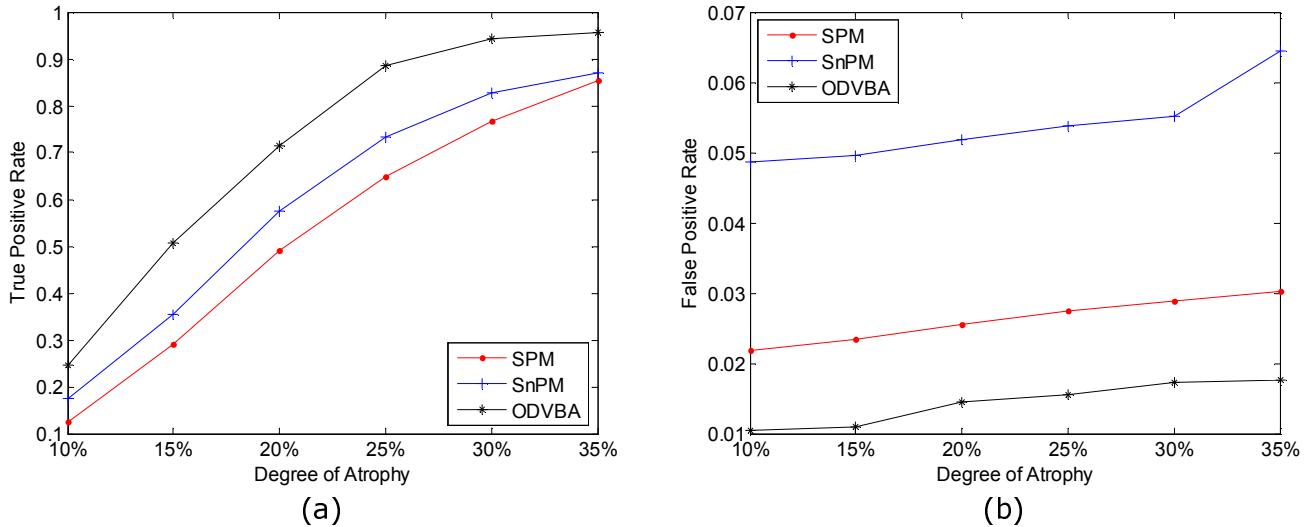 1
0.9
0.8
0.7
0.6
0.5
0.4
0.3
0.2
0.1
True Positive Rate
10% 15% 20% 25% 30% 35%
Degree of Atrophy
SPM
SnPM
ODVBA
(a)
0.07
0.06
0.05
0.04
0.03
0.02
0.01
False Positive Rate
SPM
SnPM
ODVBA
10% 15% 20% 25% 30% 35%
Degree of Atrophy
(b)